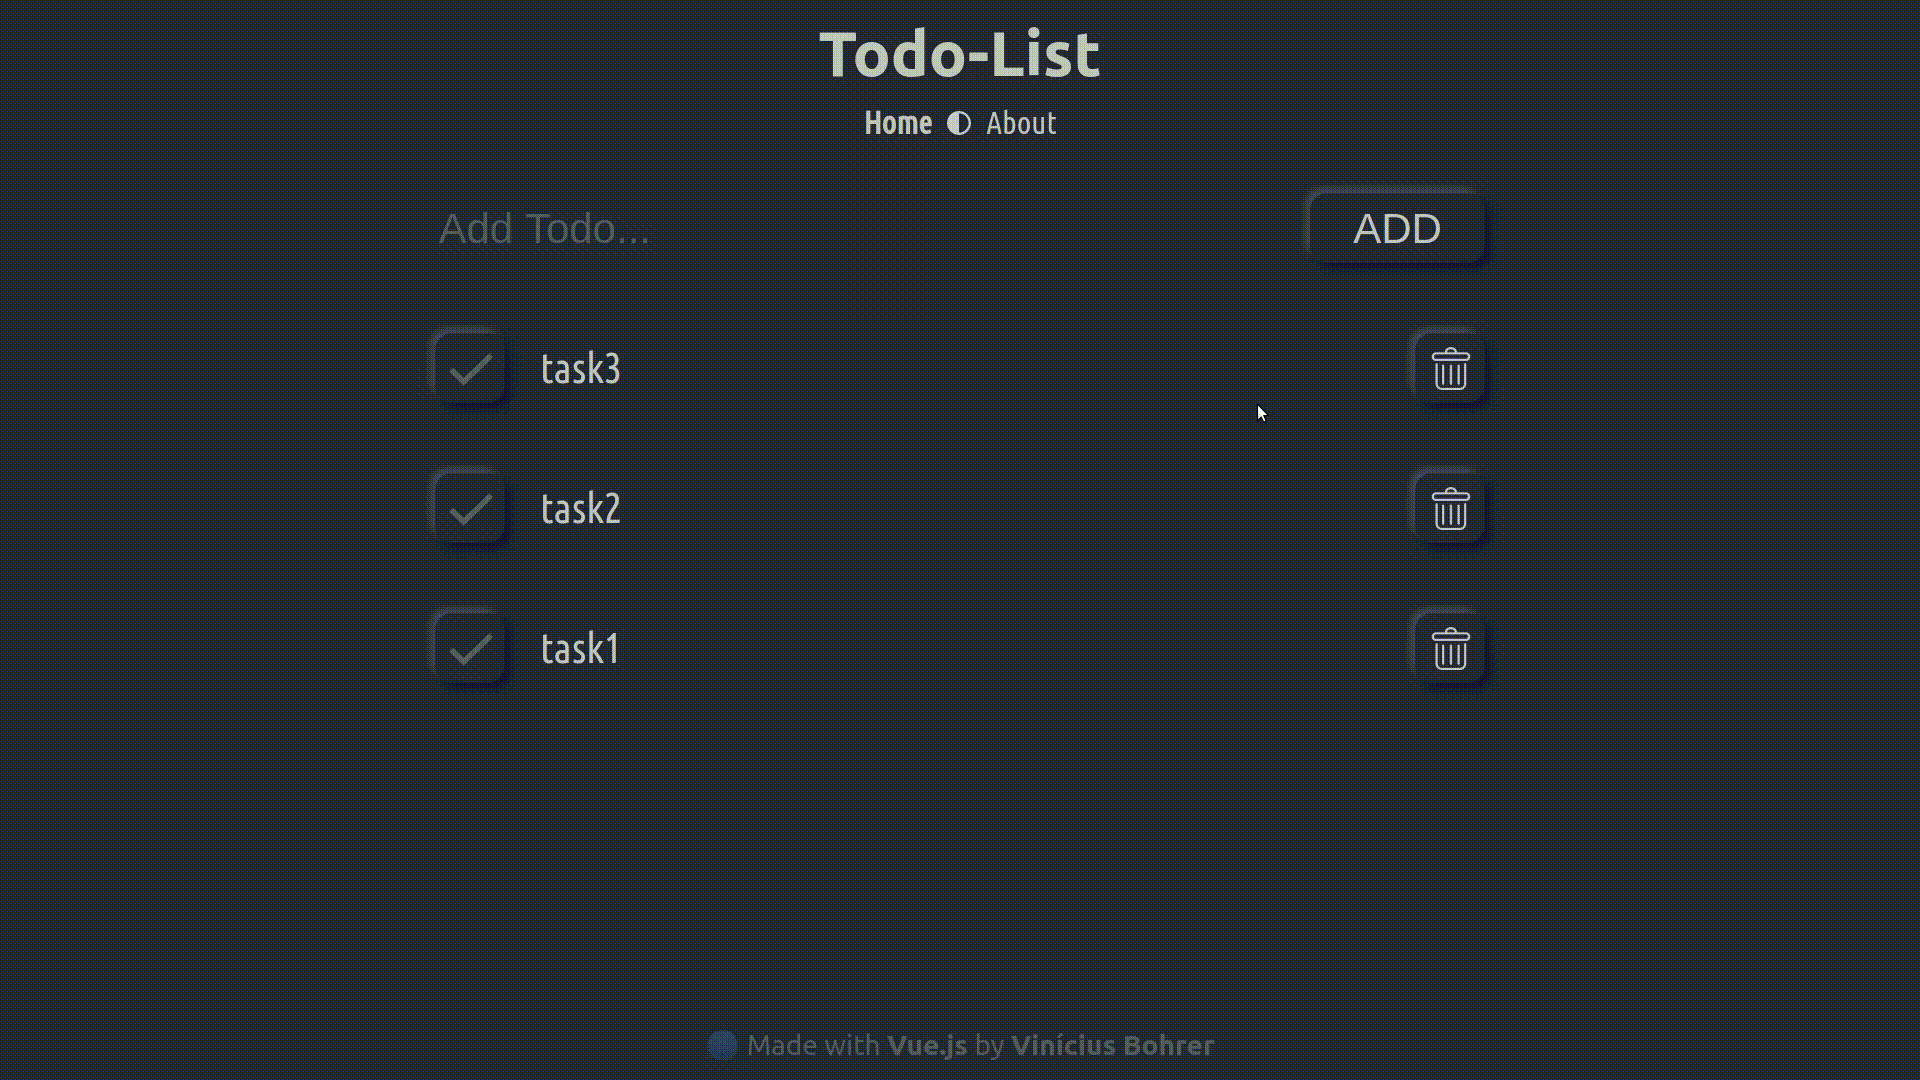 Todo-List
Home About
Add Todo... ADD
task3
task2
task1
Made with Vue.js by Vinícius Bohrer